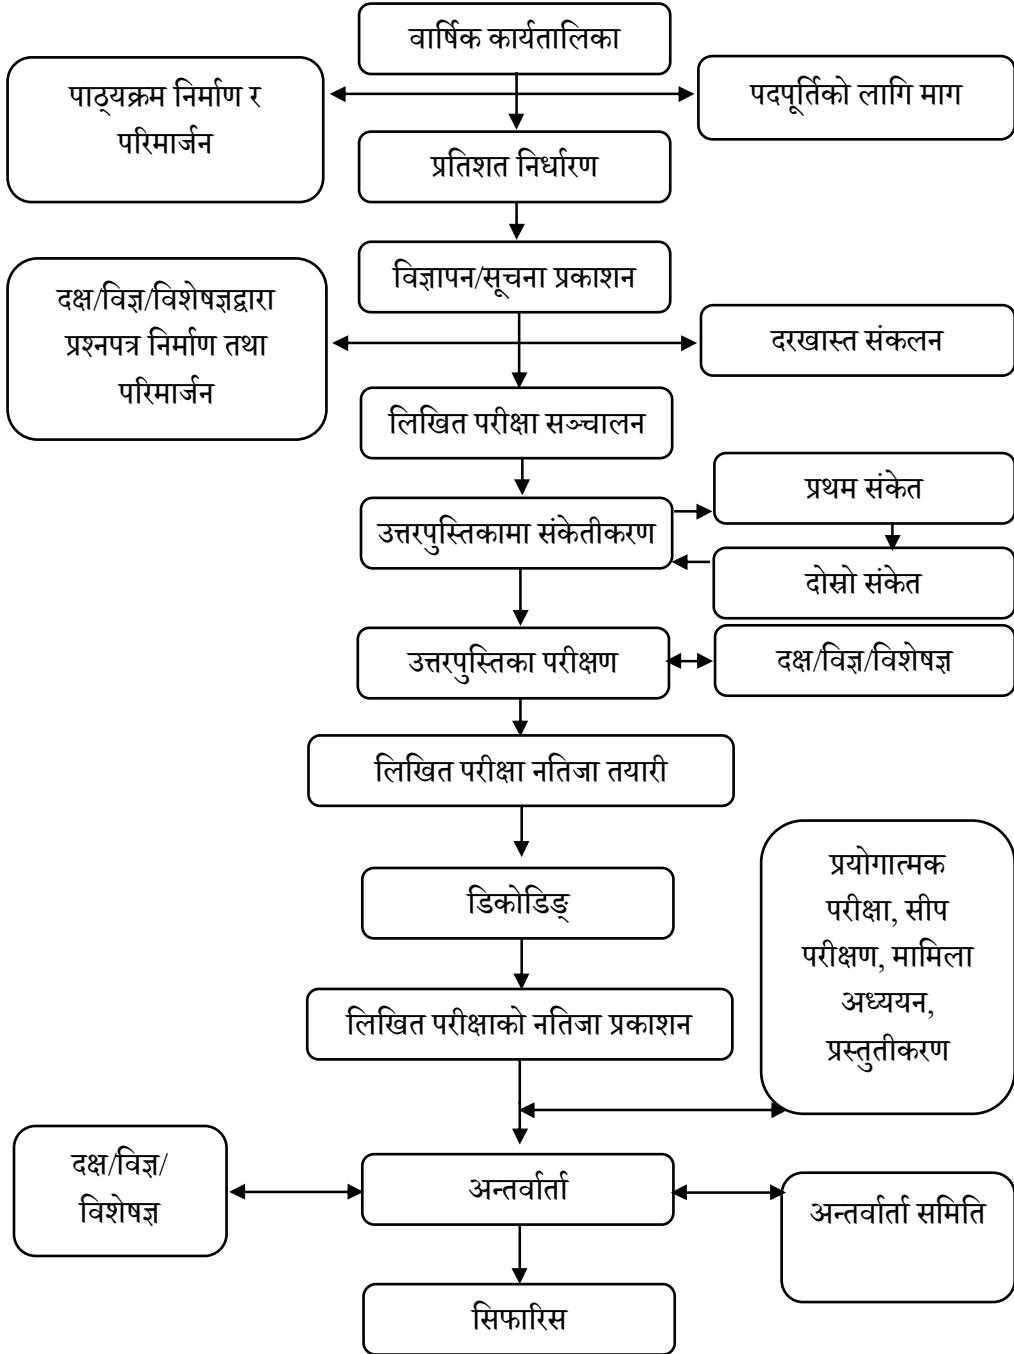 वार्षिक कार्यतालिका
पाठ्यक्रम निर्माण र
परिमार्जन
पदपूर्तिको लागि माग
प्रतिशत निर्धारण
विज्ञापन/सूचना प्रकाशन
दक्ष/विज्ञ/विशेषज्ञद्वारा
प्रश्नपत्र निर्माण तथा
परिमार्जन
दरखास्त संकलन
लिखित परीक्षा सञ्चालन
प्रथम संकेत
उत्तरपुस्तिकामा संकेतीकरण
दोस्रो संकेत
उत्तरपुस्तिका परीक्षण
दक्ष/विज्ञ/विशेषज्ञ
लिखित परीक्षा नतिजा तयारी
डिकोडिङ्
लिखित परीक्षाको नतिजा प्रकाशन
प्रयोगात्मक
परीक्षा, सीप
परीक्षण, मामिला
अध्ययन,
प्रस्तुतीकरण
दक्ष/विज्ञ/
विशेषज्ञ
अन्तर्वार्ता
अन्तर्वार्ता समिति
सिफारिस